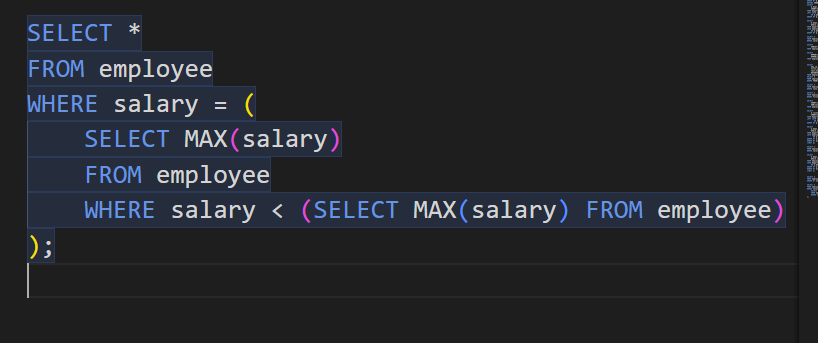 SELECT *
FROM employee
WHERE salary = (
    SELECT MAX(salary)
    FROM employee
    WHERE salary < (SELECT MAX(salary) FROM employee)
);